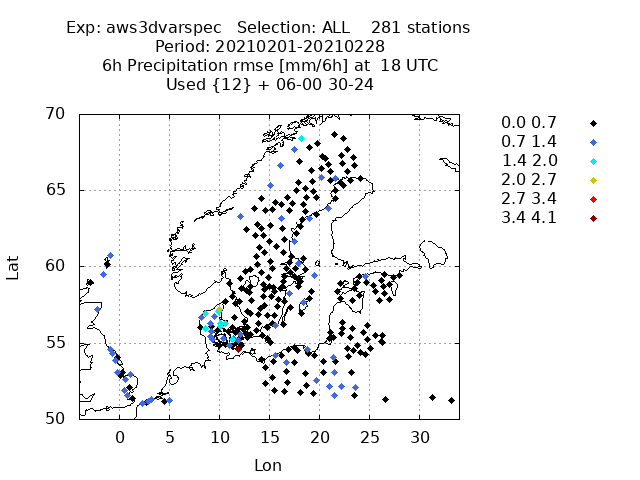 Exp: aws3dvarspec   Selection: ALL    281 stations
Period: 20210201-20210228
6h Precipitation rmse [mm/6h] at  18 UTC
Used {12} + 06-00 30-24
70
65
60
55
50
Lat
0 5 10 15 20 25 30
Lon
0.0 0.7
0.7 1.4
1.4 2.0
2.0 2.7
2.7 3.4
3.4 4.1